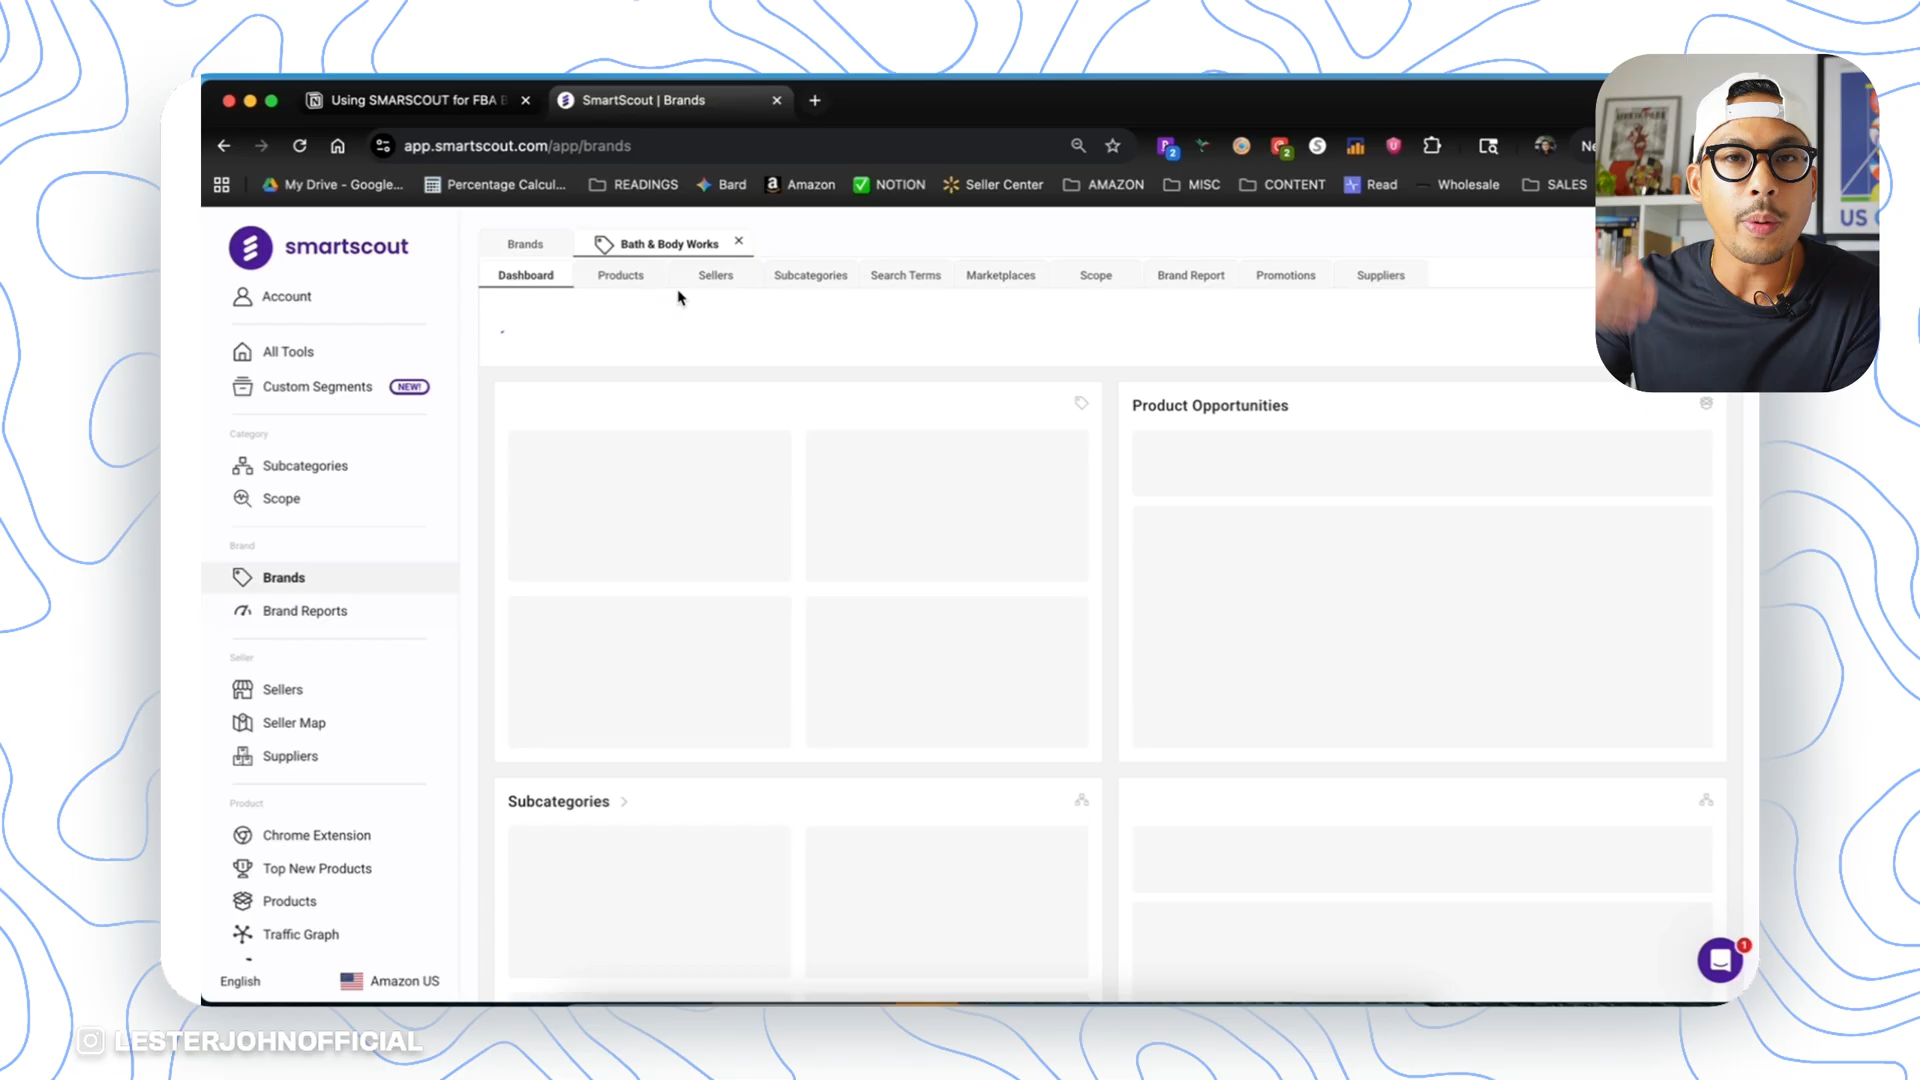 Using SMARSCOUT for FBA B
SmartScout | Brands
app.smartscout.com/app/brands
2
2
Ne
My Drive - Google...
Percentage Calcul...
READINGS
Bard
Amazon
NOTION
Seller Center
AMAZON
MISC
CONTENT
Read
Wholesale
SALES
US
smartscout
Account
All Tools
Custom Segments
NEW!
Category
Subcategories
Scope
Brand
Brands
Brand Reports
Seller
Sellers
Seller Map
Suppliers
Product
Chrome Extension
Top New Products
Products
Traffic Graph
English
Amazon US
Brands
Bath & Body Works
Dashboard
Products
Sellers
Subcategories
Search Terms
Marketplaces
Scope
Brand Report
Promotions
Suppliers
Product Opportunities
Subcategories
1
LESTERJOHNOFFICIAL